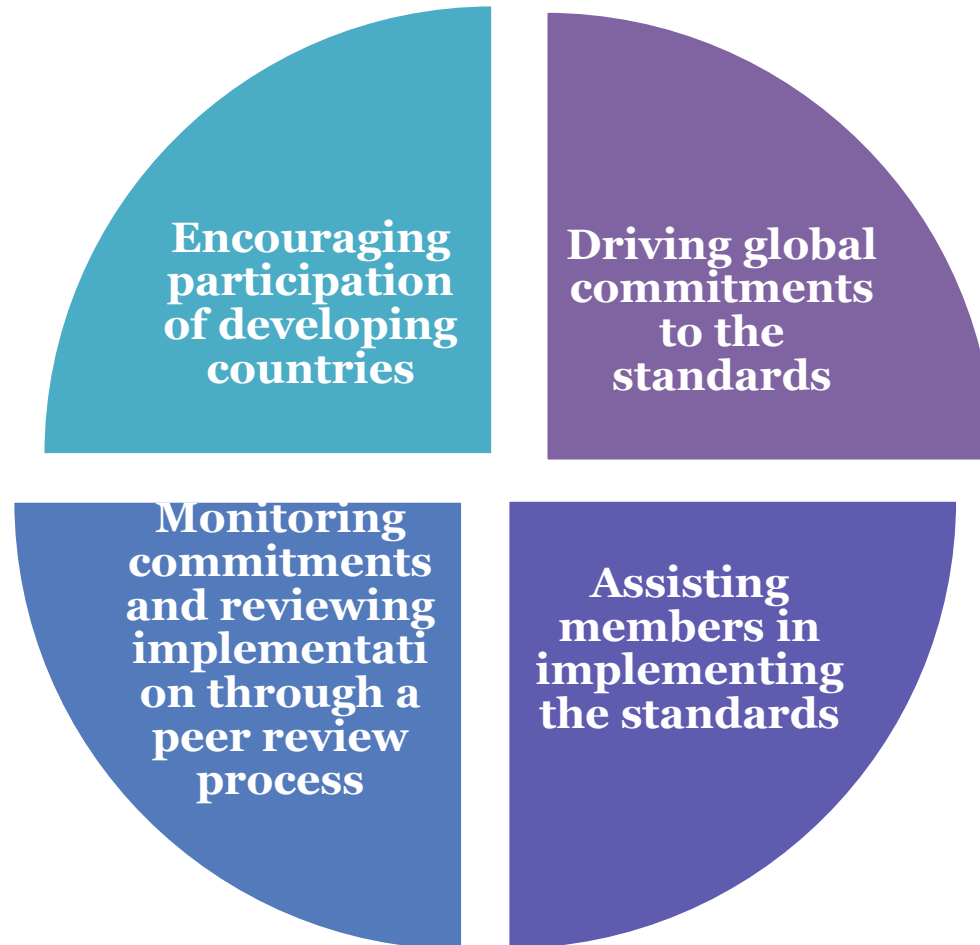 Encouraging
participation
of developing
countries
Driving global
commitments
to the
standards
Monitoring
commitments
and reviewing
implementati
on through a
peer review
process
Assisting
members in
implementing
the standards